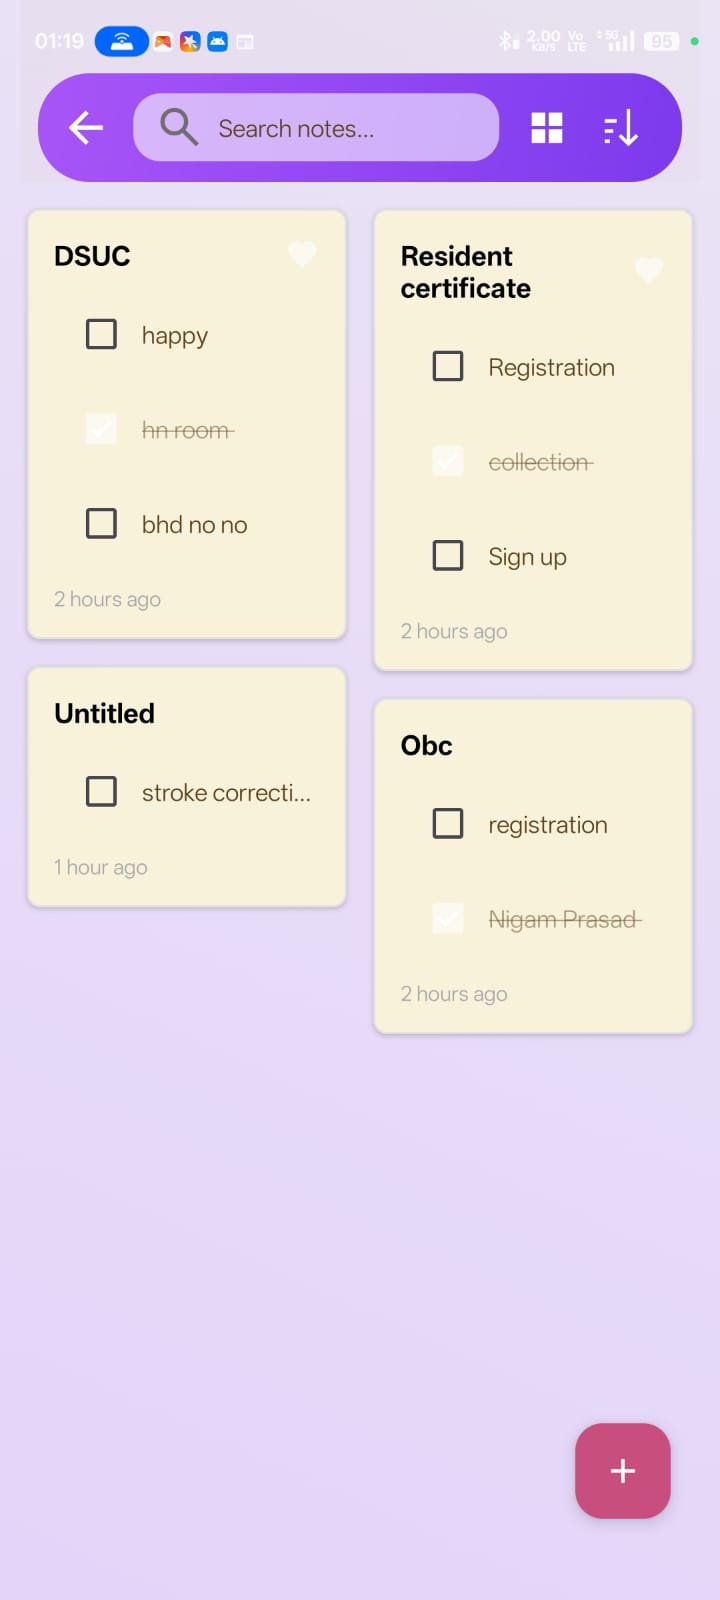 01:19
2.00
KB/S
Vo
LTE
5G
95
Search notes...
DSUC
happy
hn room
bhd no no
2 hours ago
Resident
certificate
Registration
collection
Sign up
2 hours ago
Untitled
stroke correcti...
1 hour ago
Obc
registration
Nigam Prasad
2 hours ago